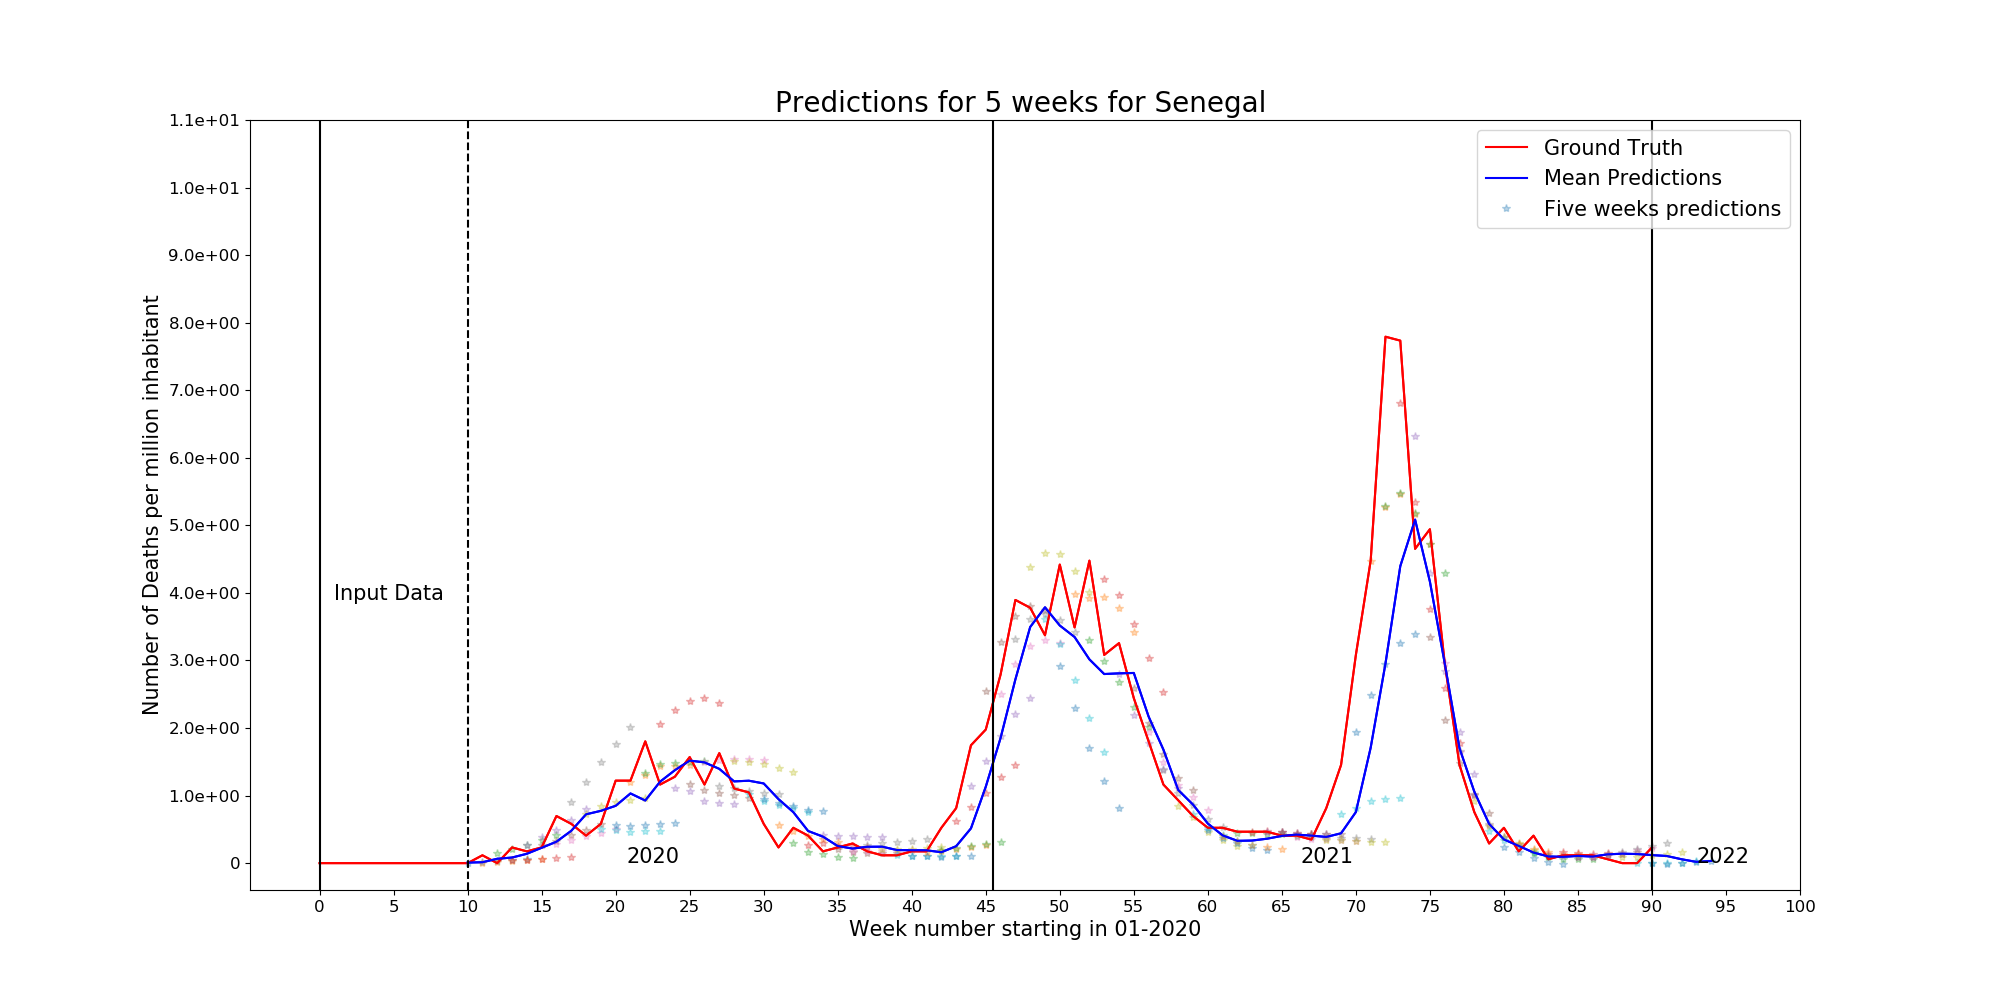 Predictions for 5 weeks for Senegal
1.1e+01
1.0e+01
9.0e+00
8.0e+00
7.0e+00
6.0e+00
5.0e+00
4.0e+00
3.0e+00
2.0e+00
1.0e+00
0
Number of Deaths per million inhabitant
Ground Truth
Mean Predictions
Five weeks predictions
Input Data
2020
2021
2022
0 5 10 15 20 25 30 35 40 45 50 55 60 65 70 75 80 85 90 95 100
Week number starting in 01-2020